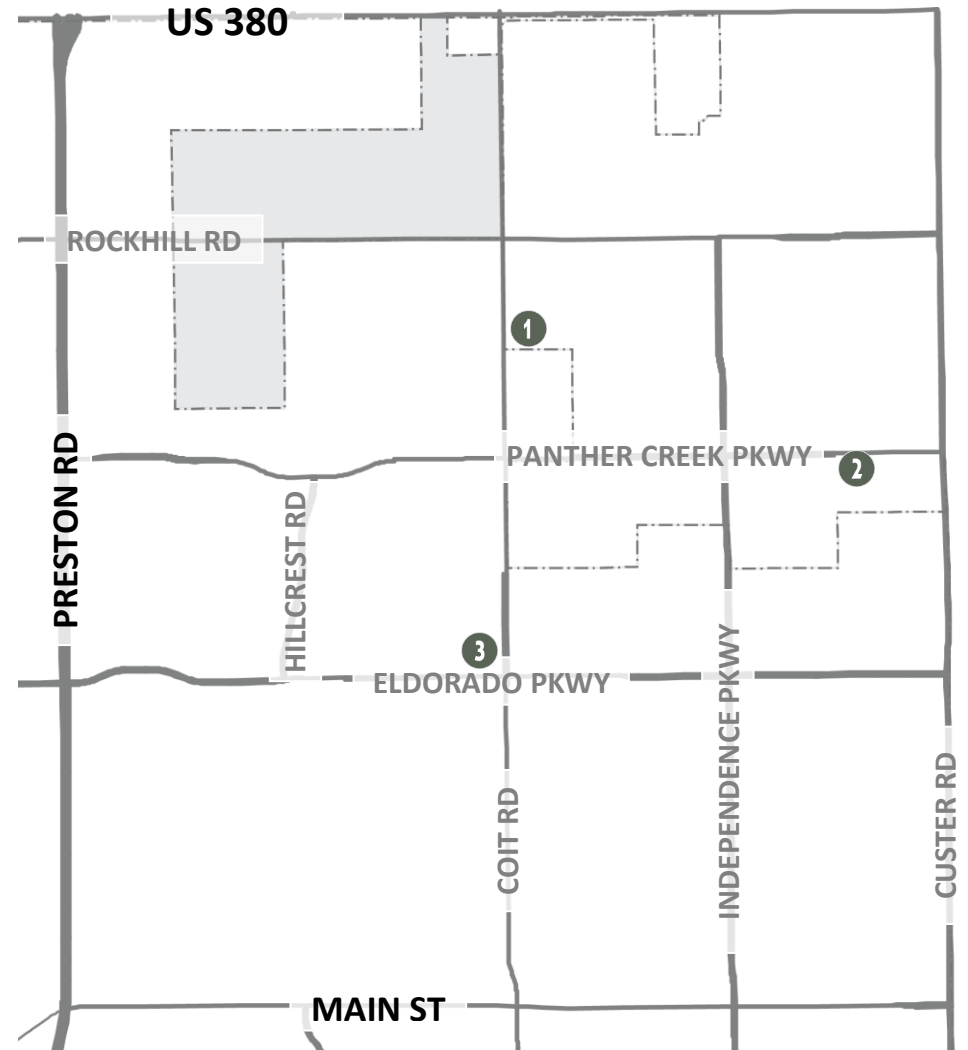 US 380
ROCKHILL RD
1
PANTHER CREEK PKWY
2
PRESTON RD
HILLCREST RD
3
ELDORADO PKWY
INDEPENDENCE PKWY
COIT RD
CUSTER RD
MAIN ST